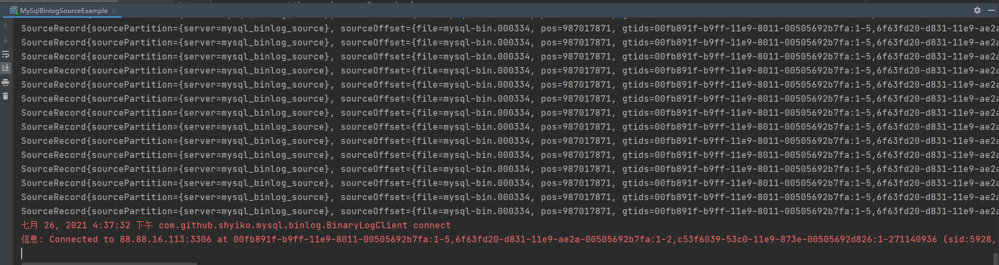 MySqlBinlogSourceExample
SourceRecord{sourcePartition={server=mysql_binlog_source}, sourceOffset={file=mysql-bin.000334, pos=987017871, gtids=00fb891f-b9ff-11e9-8011-00505692b7fa:1-5,6f63fd20-d831-11e9-ae2a
SourceRecord{sourcePartition={server=mysql_binlog_source}, sourceOffset={file=mysql-bin.000334, pos=987017871, gtids=00fb891f-b9ff-11e9-8011-00505692b7fa:1-5,6f63fd20-d831-11e9-ae2a
SourceRecord{sourcePartition={server=mysql_binlog_source}, sourceOffset={file=mysql-bin.000334, pos=987017871, gtids=00fb891f-b9ff-11e9-8011-00505692b7fa:1-5,6f63fd20-d831-11e9-ae2a
SourceRecord{sourcePartition={server=mysql_binlog_source}, sourceOffset={file=mysql-bin.000334, pos=987017871, gtids=00fb891f-b9ff-11e9-8011-00505692b7fa:1-5,6f63fd20-d831-11e9-ae2a
SourceRecord{sourcePartition={server=mysql_binlog_source}, sourceOffset={file=mysql-bin.000334, pos=987017871, gtids=00fb891f-b9ff-11e9-8011-00505692b7fa:1-5,6f63fd20-d831-11e9-ae2a
SourceRecord{sourcePartition={server=mysql_binlog_source}, sourceOffset={file=mysql-bin.000334, pos=987017871, gtids=00fb891f-b9ff-11e9-8011-00505692b7fa:1-5,6f63fd20-d831-11e9-ae2a
SourceRecord{sourcePartition={server=mysql_binlog_source}, sourceOffset={file=mysql-bin.000334, pos=987017871, gtids=00fb891f-b9ff-11e9-8011-00505692b7fa:1-5,6f63fd20-d831-11e9-ae2a
SourceRecord{sourcePartition={server=mysql_binlog_source}, sourceOffset={file=mysql-bin.000334, pos=987017871, gtids=00fb891f-b9ff-11e9-8011-00505692b7fa:1-5,6f63fd20-d831-11e9-ae2a
SourceRecord{sourcePartition={server=mysql_binlog_source}, sourceOffset={file=mysql-bin.000334, pos=987017871, gtids=00fb891f-b9ff-11e9-8011-00505692b7fa:1-5,6f63fd20-d831-11e9-ae2a
SourceRecord{sourcePartition={server=mysql_binlog_source}, sourceOffset={file=mysql-bin.000334, pos=987017871, gtids=00fb891f-b9ff-11e9-8011-00505692b7fa:1-5,6f63fd20-d831-11e9-ae2a
SourceRecord{sourcePartition={server=mysql_binlog_source}, sourceOffset={file=mysql-bin.000334, pos=987017871, gtids=00fb891f-b9ff-11e9-8011-00505692b7fa:1-5,6f63fd20-d831-11e9-ae2a
SourceRecord{sourcePartition={server=mysql_binlog_source}, sourceOffset={file=mysql-bin.000334, pos=987017871, gtids=00fb891f-b9ff-11e9-8011-00505692b7fa:1-5,6f63fd20-d831-11e9-ae2a
SourceRecord{sourcePartition={server=mysql_binlog_source}, sourceOffset={file=mysql-bin.000334, pos=987017871, gtids=00fb891f-b9ff-11e9-8011-00505692b7fa:1-5,6f63fd20-d831-11e9-ae2a
SourceRecord{sourcePartition={server=mysql_binlog_source}, sourceOffset={file=mysql-bin.000334, pos=987017871, gtids=00fb891f-b9ff-11e9-8011-00505692b7fa:1-5,6f63fd20-d831-11e9-ae2a
七月 26, 2021 4:37:32 下午 com.github.shyiko.mysql.binlog.BinaryLogClient connect
信息: Connected to 88.88.16.113:3306 at 00fb891f-b9ff-11e9-8011-00505692b7fa:1-5,6f63fd20-d831-11e9-ae2a-00505692b7fa:1-2,c53f6039-53c0-11e9-873e-00505692d826:1-271140936 (sid:5928,